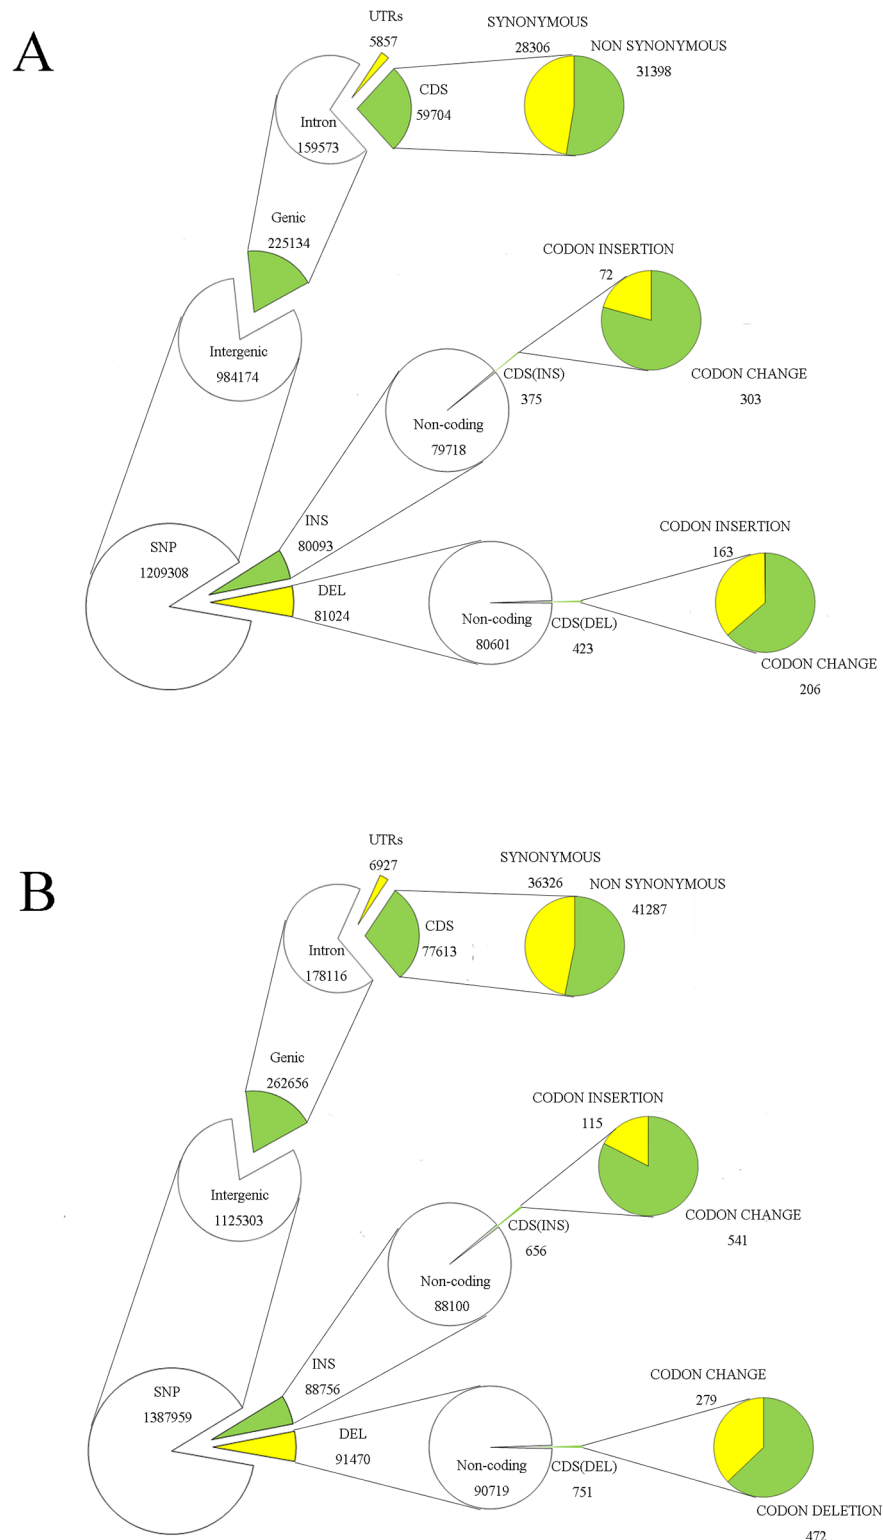 A
UTRs
5857
SYNONYMOUS
28306
NON SYNONYMOUS
31398
CDS
59704
Intron
159573
Genic
225134
CODON INSERTION
72
Intergenic
984174
CDS(INS)
375
CODON CHANGE
303
Non-coding
79718
INS
80093
SNP
1209308
CODON INSERTION
163
DEL
81024
Non-coding
80601
CDS(DEL)
423
CODON CHANGE
206
B
UTRs
6927
SYNONYMOUS
36326
NON SYNONYMOUS
41287
CDS
77613
Intron
178116
Genic
262656
CODON INSERTION
115
Intergenic
1125303
CDS(INS)
656
CODON CHANGE
541
Non-coding
88100
INS
88756
SNP
1387959
CODON CHANGE
279
DEL
91470
Non-coding
90719
CDS(DEL)
751
CODON DELETION
472